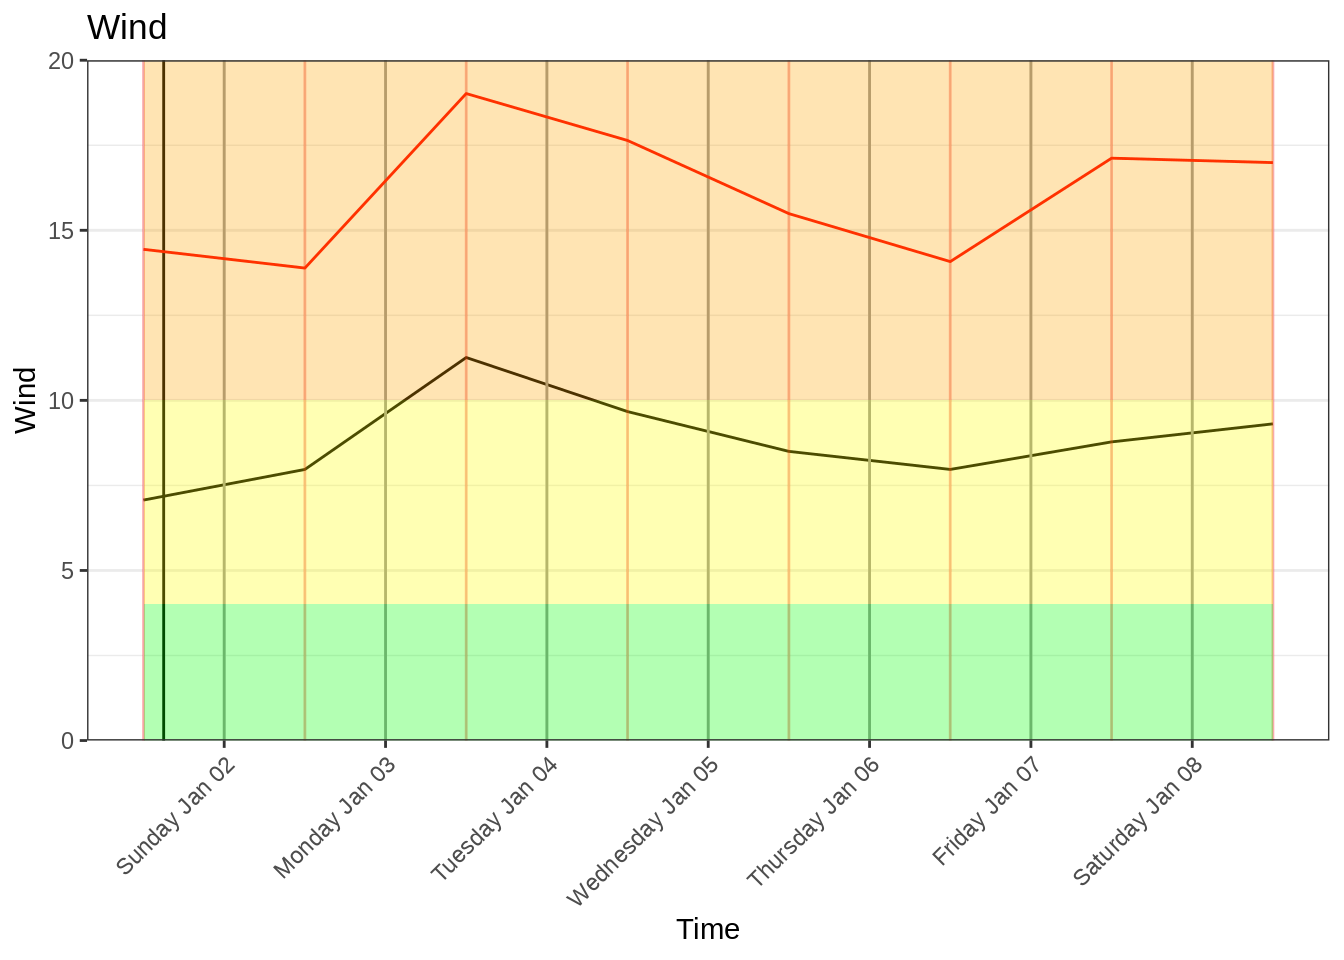 Wind
20
15
10
5
0
Wind
Sunday Jan 02
Monday Jan 03
Tuesday Jan 04
Wednesday Jan 05
Thursday Jan 06
Friday Jan 07
Saturday Jan 08
Time